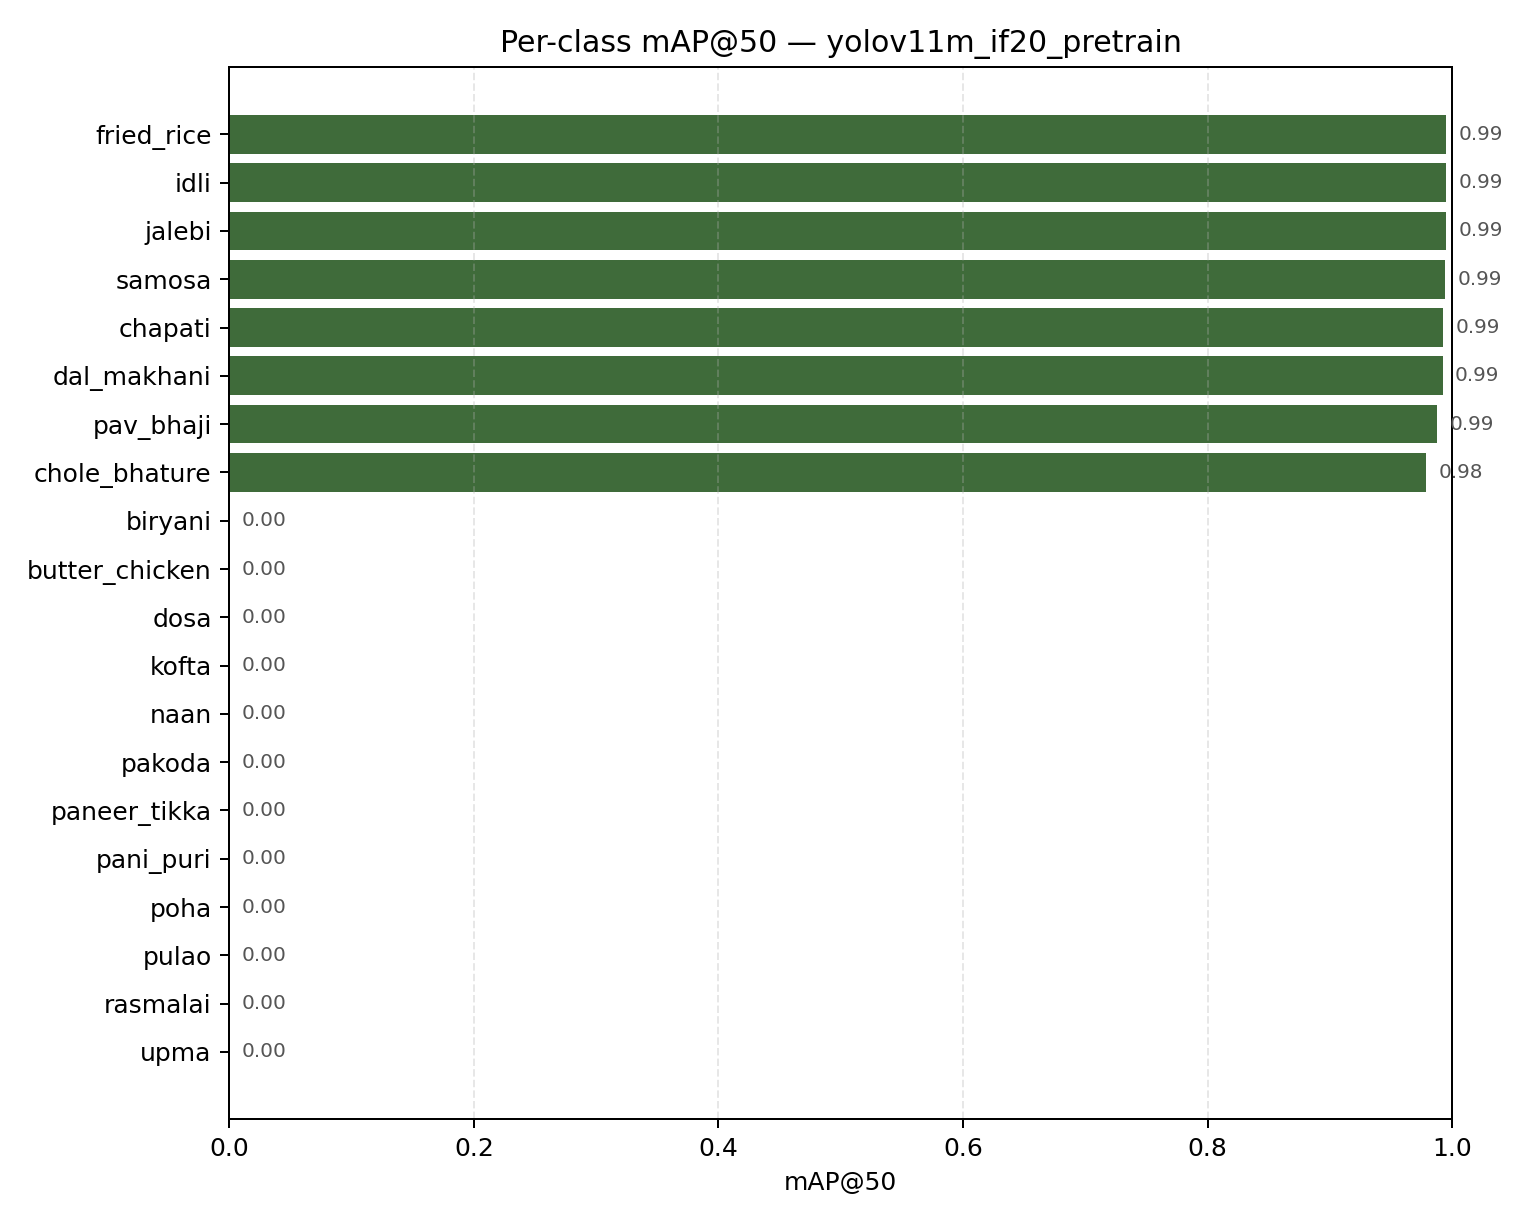 Per-class mAP@50 — yolov11m_if20_pretrain
fried_rice 0.99
idli 0.99
jalebi 0.99
samosa 0.99
chapati 0.99
dal_makhani 0.99
pav_bhaji 0.99
chole_bhature 0.98
biryani 0.00
butter_chicken 0.00
dosa 0.00
kofta 0.00
naan 0.00
pakoda 0.00
paneer_tikka 0.00
pani_puri 0.00
poha 0.00
pulao 0.00
rasmalai 0.00
upma 0.00
0.0 0.2 0.4 0.6 0.8 1.0
mAP@50